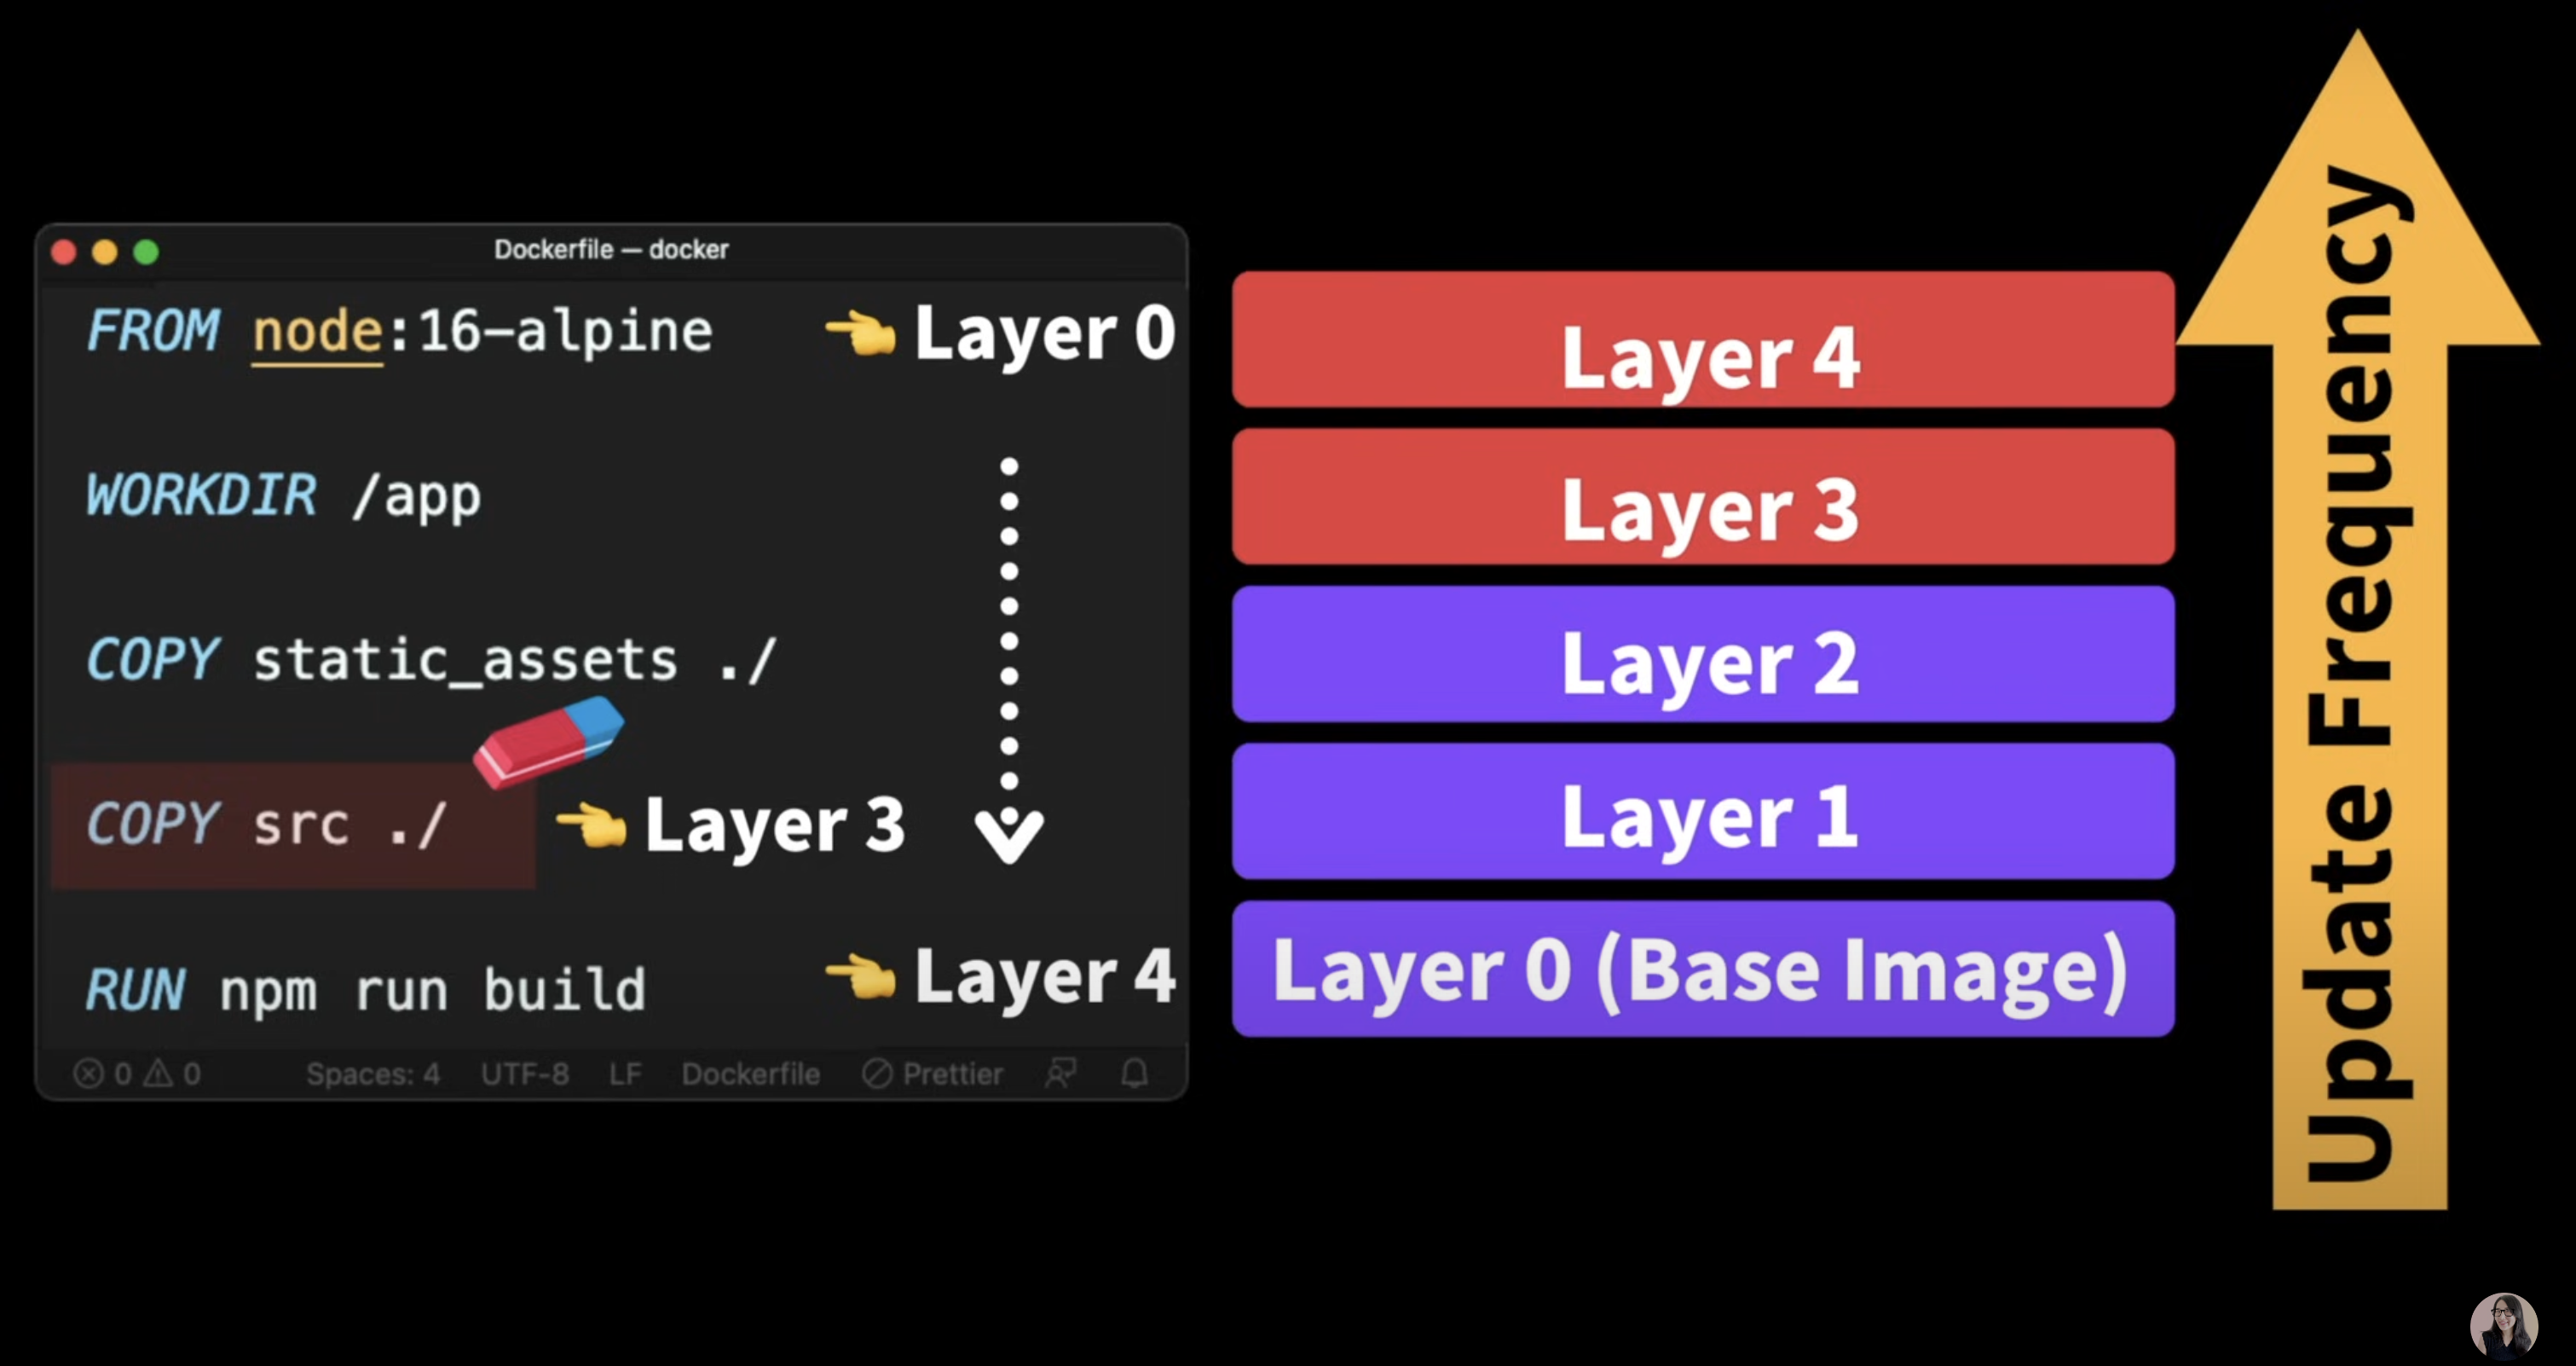 Dockerfile — docker
FROM node:16-alpine 👈 Layer 0
WORKDIR /app
COPY static_assets ./
COPY src ./ 👈 Layer 3
RUN npm run build 👈 Layer 4
0 0 Spaces: 4 UTF-8 LF Dockerfile Prettier
Layer 4
Layer 3
Layer 2
Layer 1
Layer 0 (Base Image)
Update Frequency